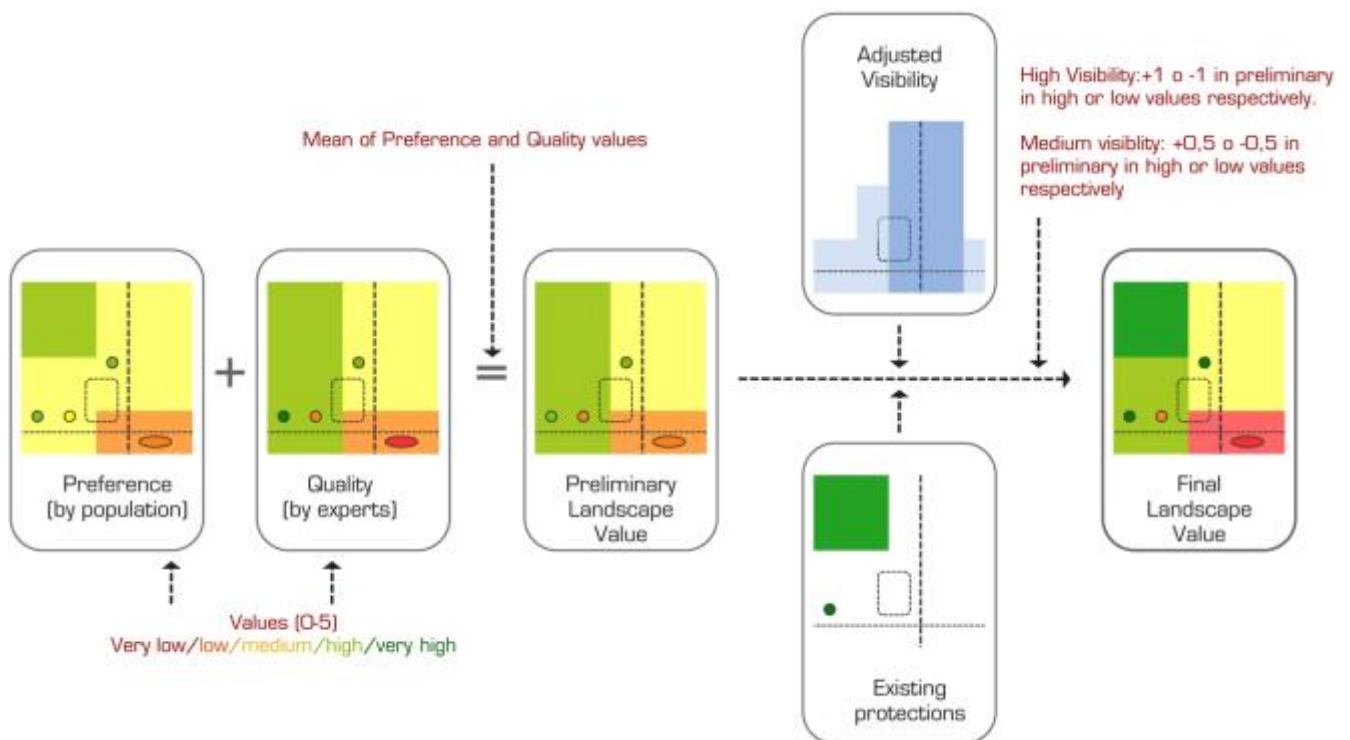 Adjusted
Visibility
High Visibility:+1 o -1 in preliminary
in high or low values respectively.
Medium visiblity: +0,5 o -0,5 in
preliminary in high or low values
respectively
Mean of Preference and Quality values
+
=
Preference
(by population)
Quality
(by experts)
Preliminary
Landscape
Value
Final
Landscape
Value
Values (0-5)
Very low/low/medium/high/very high
Existing
protections